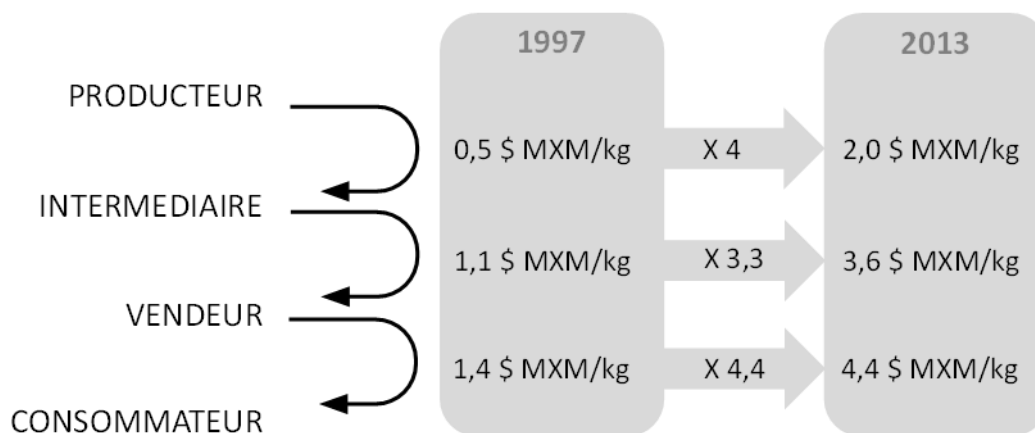 1997
2013
PRODUCTEUR
0,5 $ MXM/kg
X 4
2,0 $ MXM/kg
INTERMEDIAIRE
1,1 $ MXM/kg
X 3,3
3,6 $ MXM/kg
VENDEUR
1,4 $ MXM/kg
X 4,4
4,4 $ MXM/kg
CONSOMMATEUR